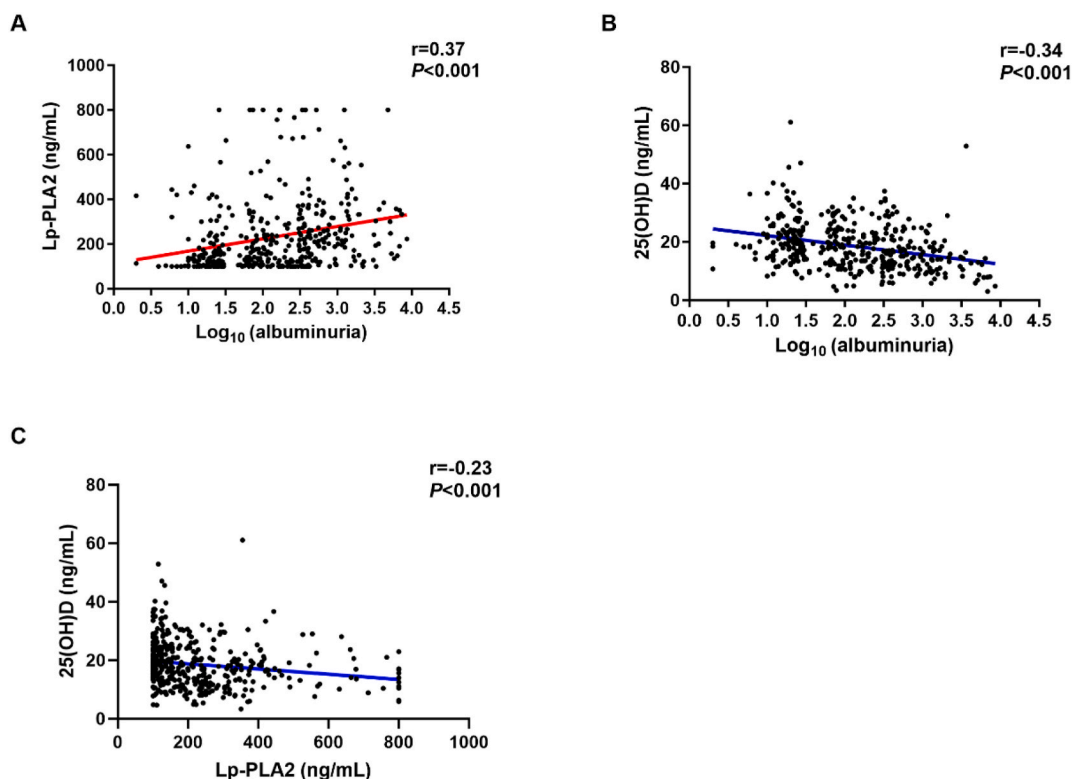 A
r=0.37
P<0.001
1000
800
600
400
200
0
Lp-PLA2 (ng/mL)
0.0 0.5 1.0 1.5 2.0 2.5 3.0 3.5 4.0 4.5
Log₁₀ (albuminuria)
B
r=-0.34
P<0.001
80
60
40
20
0
25(OH)D (ng/mL)
0.0 0.5 1.0 1.5 2.0 2.5 3.0 3.5 4.0 4.5
Log₁₀ (albuminuria)
C
r=-0.23
P<0.001
80
60
40
20
0
25(OH)D (ng/mL)
0 200 400 600 800 1000
Lp-PLA2 (ng/mL)